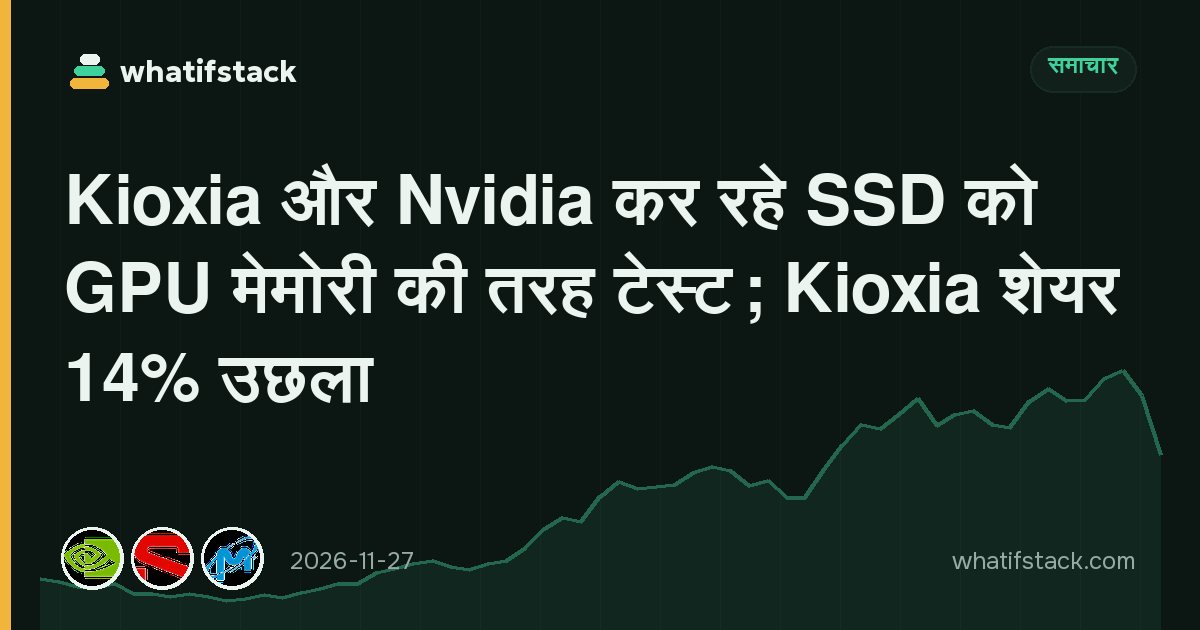 whatifstack
समाचार
Kioxia और Nvidia कर रहे SSD को
GPU मेमोरी की तरह टेस्ट; Kioxia शेयर
14% उछला
2026-11-27
whatifstack.com